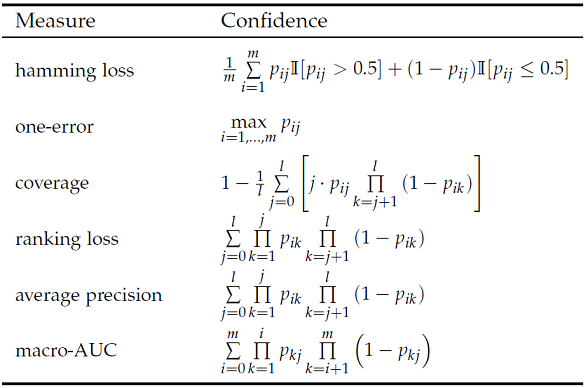 Measure Confidence
hamming loss $\frac{1}{m} \sum_{i=1}^{m} p_{ij} \mathbb{I}[p_{ij} > 0.5] + (1 - p_{ij}) \mathbb{I}[p_{ij} \leq 0.5]$
one-error $\max_{i=1,\ldots,m} p_{ij}$
coverage $1 - \frac{1}{l} \sum_{j=0}^{l} \left[ j \cdot p_{ij} \prod_{k=j+1}^{l} (1 - p_{ik}) \right]$
ranking loss $\sum_{j=0}^{l} \prod_{k=1}^{j} p_{ik} \prod_{k=j+1}^{l} (1 - p_{ik})$
average precision $\sum_{j=0}^{l} \prod_{k=1}^{j} p_{ik} \prod_{k=j+1}^{l} (1 - p_{ik})$
macro-AUC $\sum_{i=0}^{m} \prod_{k=1}^{i} p_{kj} \prod_{k=i+1}^{m} \left( 1 - p_{kj} \right)$